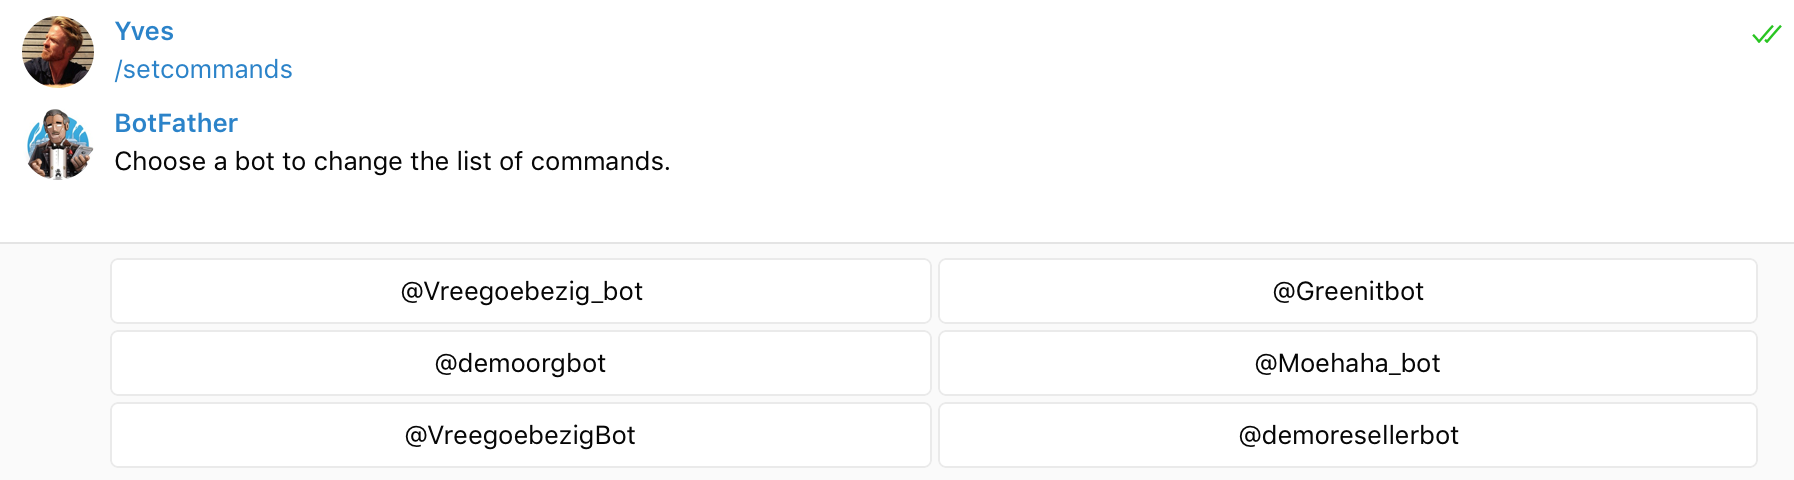 Yves
/setcommands
BotFather
Choose a bot to change the list of commands.
@Vreegoebezig_bot
@Greenitbot
@demoorgbot
@Moehaha_bot
@VreegoebezigBot
@demoresellerbot